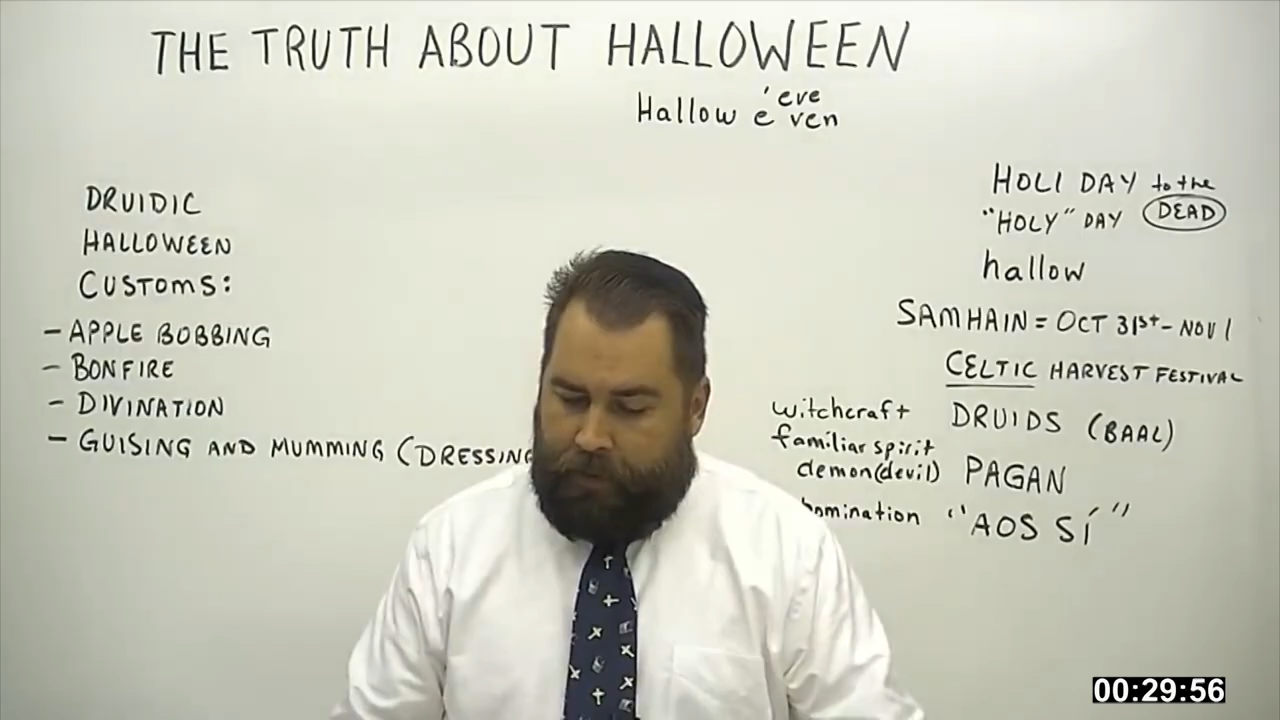 THE TRUTH ABOUT HALLOWEEN
'eve
Hallow e ven
DRUIDIC
HALLOWEEN
CUSTOMS:
- APPLE BOBBING
- BONFIRE
- DIVINATION
- GUISING AND MUMMING (DRESSING
HOLI DAY to the
"HOLY" DAY DEAD
hallow
SAMHAIN = OCT 31st - NOV 1
CELTIC HARVEST FESTIVAL
witchcraft DRUIDS (BAAL)
familiar spirit
demon(devil) PAGAN
omination "AOS SÍ"
00:29:56